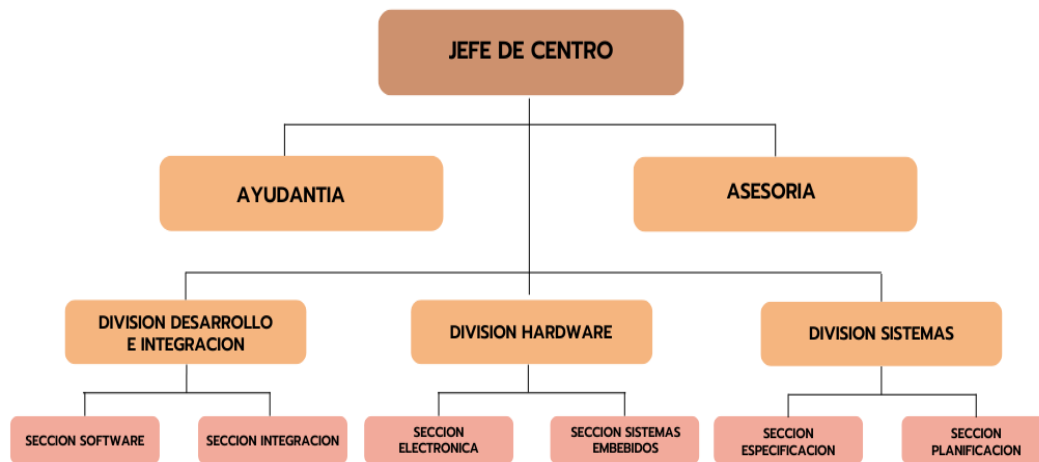 JEFE DE CENTRO
AYUDANTIA
ASESORIA
DIVISION DESARROLLO
E INTEGRACION
DIVISION HARDWARE
DIVISION SISTEMAS
SECCION SOFTWARE
SECCION INTEGRACION
SECCION
ELECTRONICA
SECCION SISTEMAS
EMBEBIDOS
SECCION
ESPECIFICACION
SECCION
PLANIFICACION